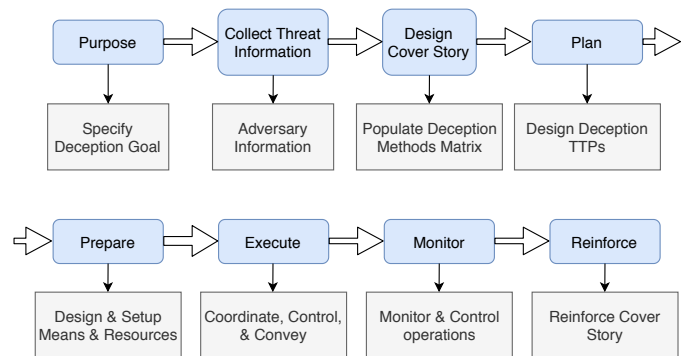 Purpose
Collect Threat
Information
Design
Cover Story
Plan
Specify
Deception Goal
Adversary
Information
Populate Deception
Methods Matrix
Design Deception
TTPs
Prepare
Execute
Monitor
Reinforce
Design & Setup
Means & Resources
Coordinate, Control,
& Convey
Monitor & Control
operations
Reinforce Cover
Story